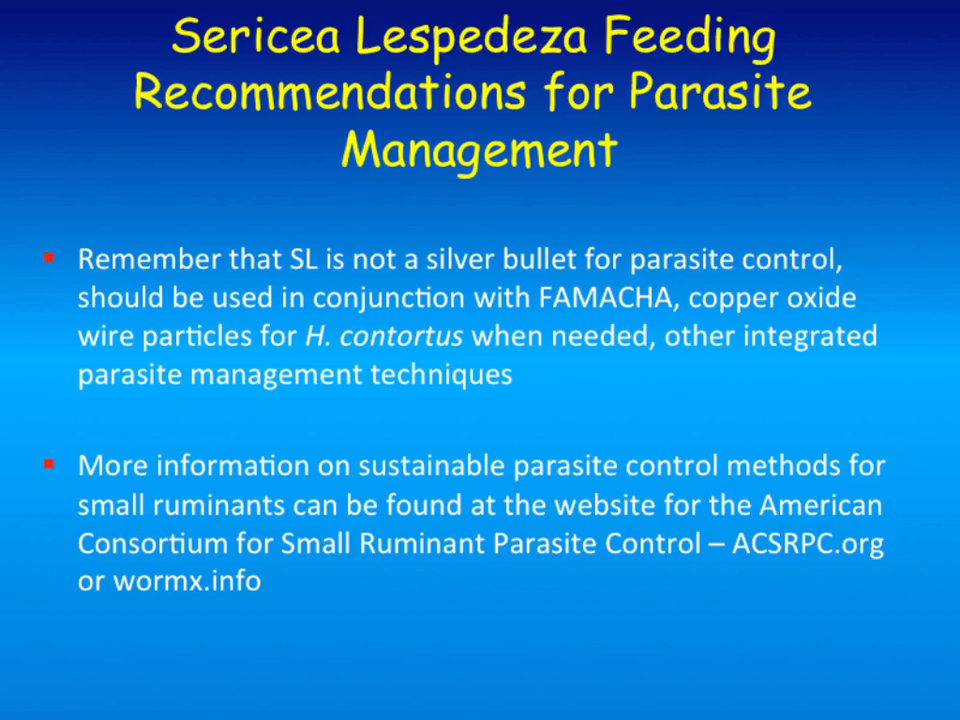 Sericea Lespedeza Feeding
Recommendations for Parasite
Management
▪ Remember that SL is not a silver bullet for parasite control,
should be used in conjunction with FAMACHA, copper oxide
wire particles for H. contortus when needed, other integrated
parasite management techniques
▪ More information on sustainable parasite control methods for
small ruminants can be found at the website for the American
Consortium for Small Ruminant Parasite Control – ACSRPC.org
or wormx.info